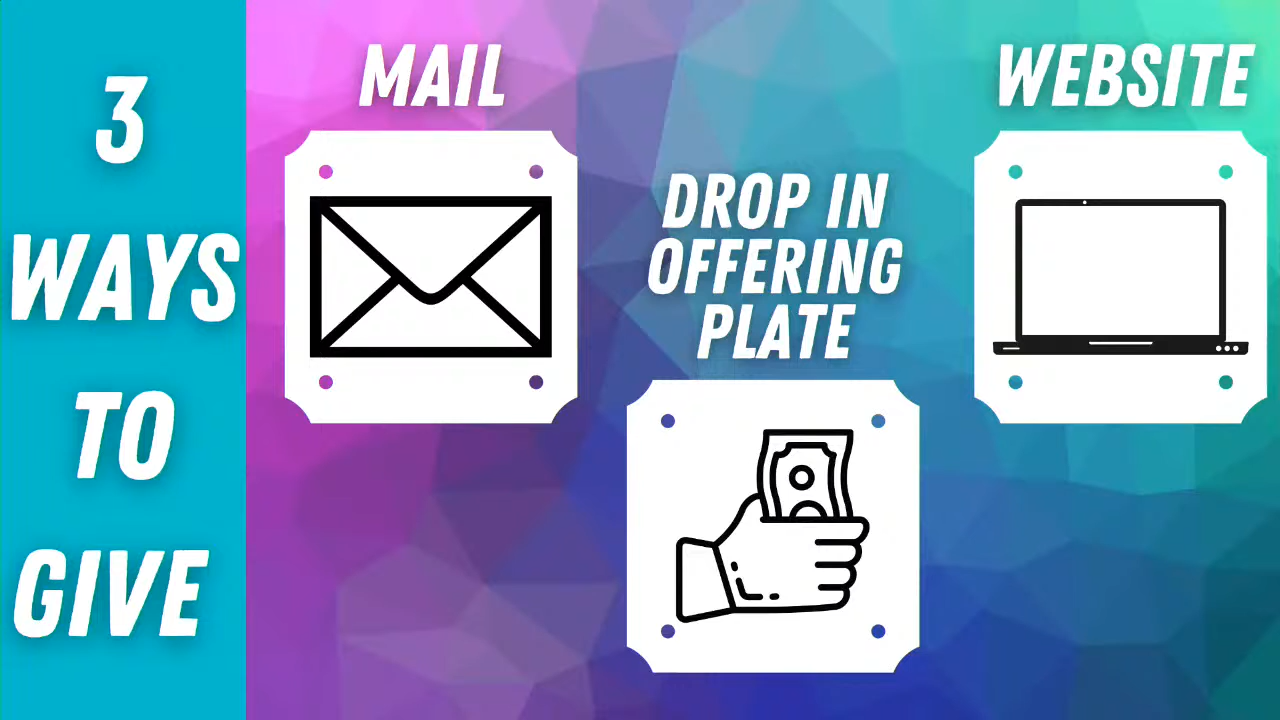 3
WAYS
TO
GIVE
MAIL
DROP IN
OFFERING
PLATE
WEBSITE